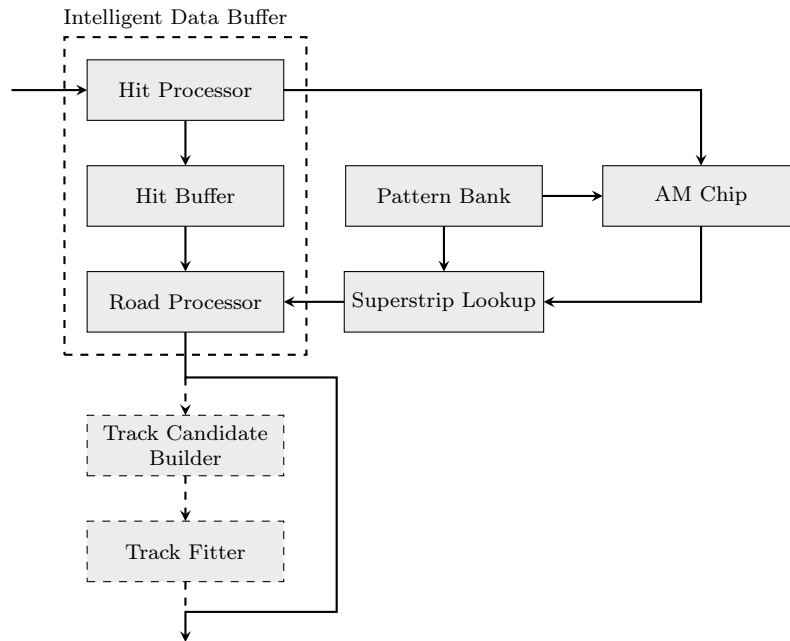 Intelligent Data Buffer
Hit Processor
Hit Buffer
Pattern Bank
AM Chip
Road Processor
Superstrip Lookup
Track Candidate
Builder
Track Fitter